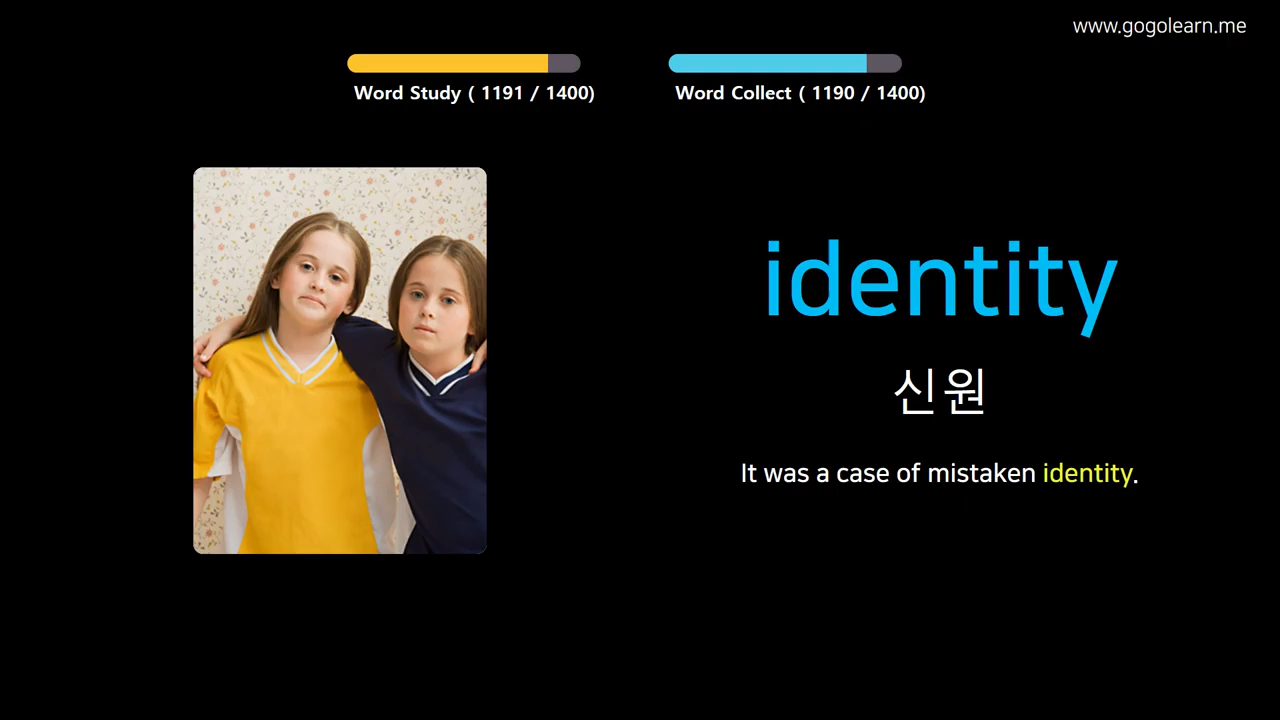 www.gogolearn.me
Word Study ( 1191 / 1400)
Word Collect ( 1190 / 1400)
identity
신원
It was a case of mistaken identity.